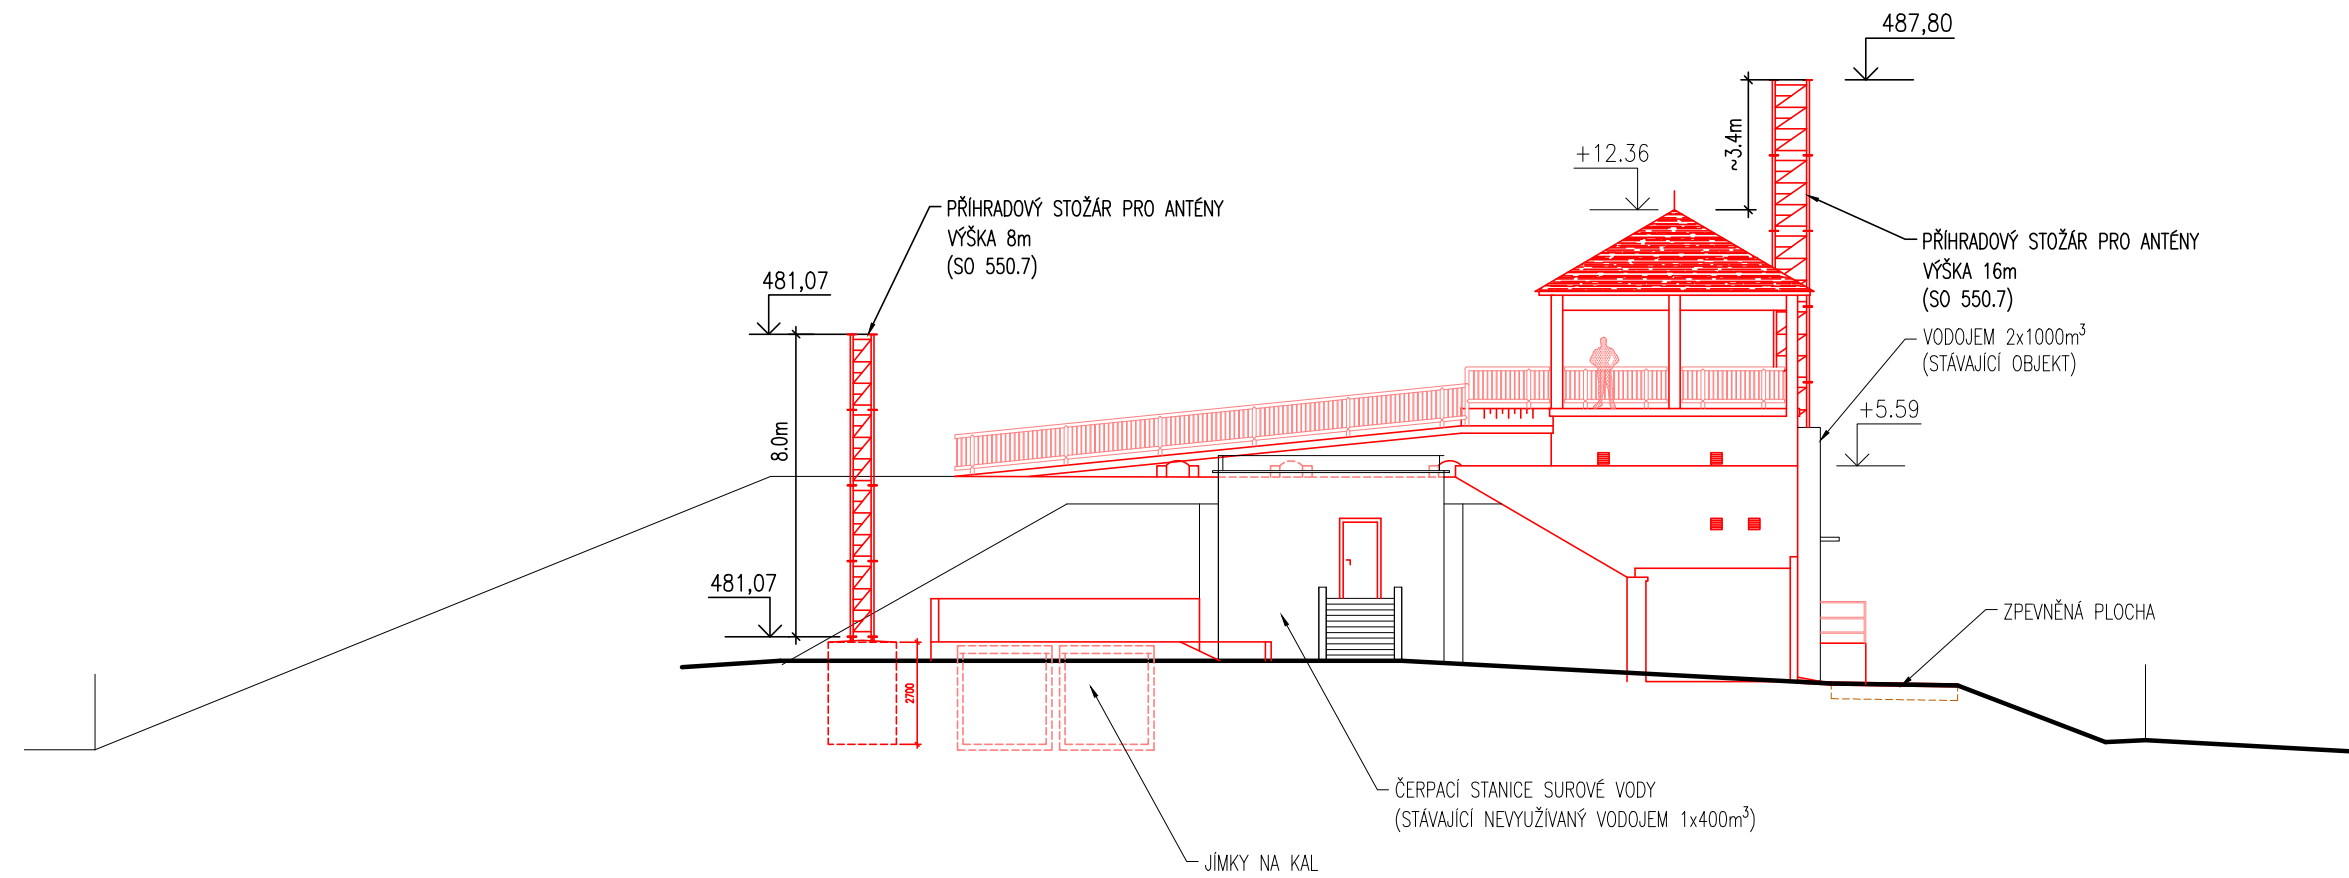 487,80
~3.4m
+12.36
PŘÍHRADOVÝ STOŽÁR PRO ANTÉNY
VÝŠKA 8m
(SO 550.7)
PŘÍHRADOVÝ STOŽÁR PRO ANTÉNY
VÝŠKA 16m
(SO 550.7)
481,07
VODOJEM 2x1000m³
(STÁVAJÍCÍ OBJEKT)
+5.59
8.0m
481,07
ZPEVNĚNÁ PLOCHA
2700
ČERPACÍ STANICE SUROVÉ VODY
(STÁVAJÍCÍ NEVYUŽÍVANÝ VODOJEM 1x400m³)
JÍMKY NA KAL